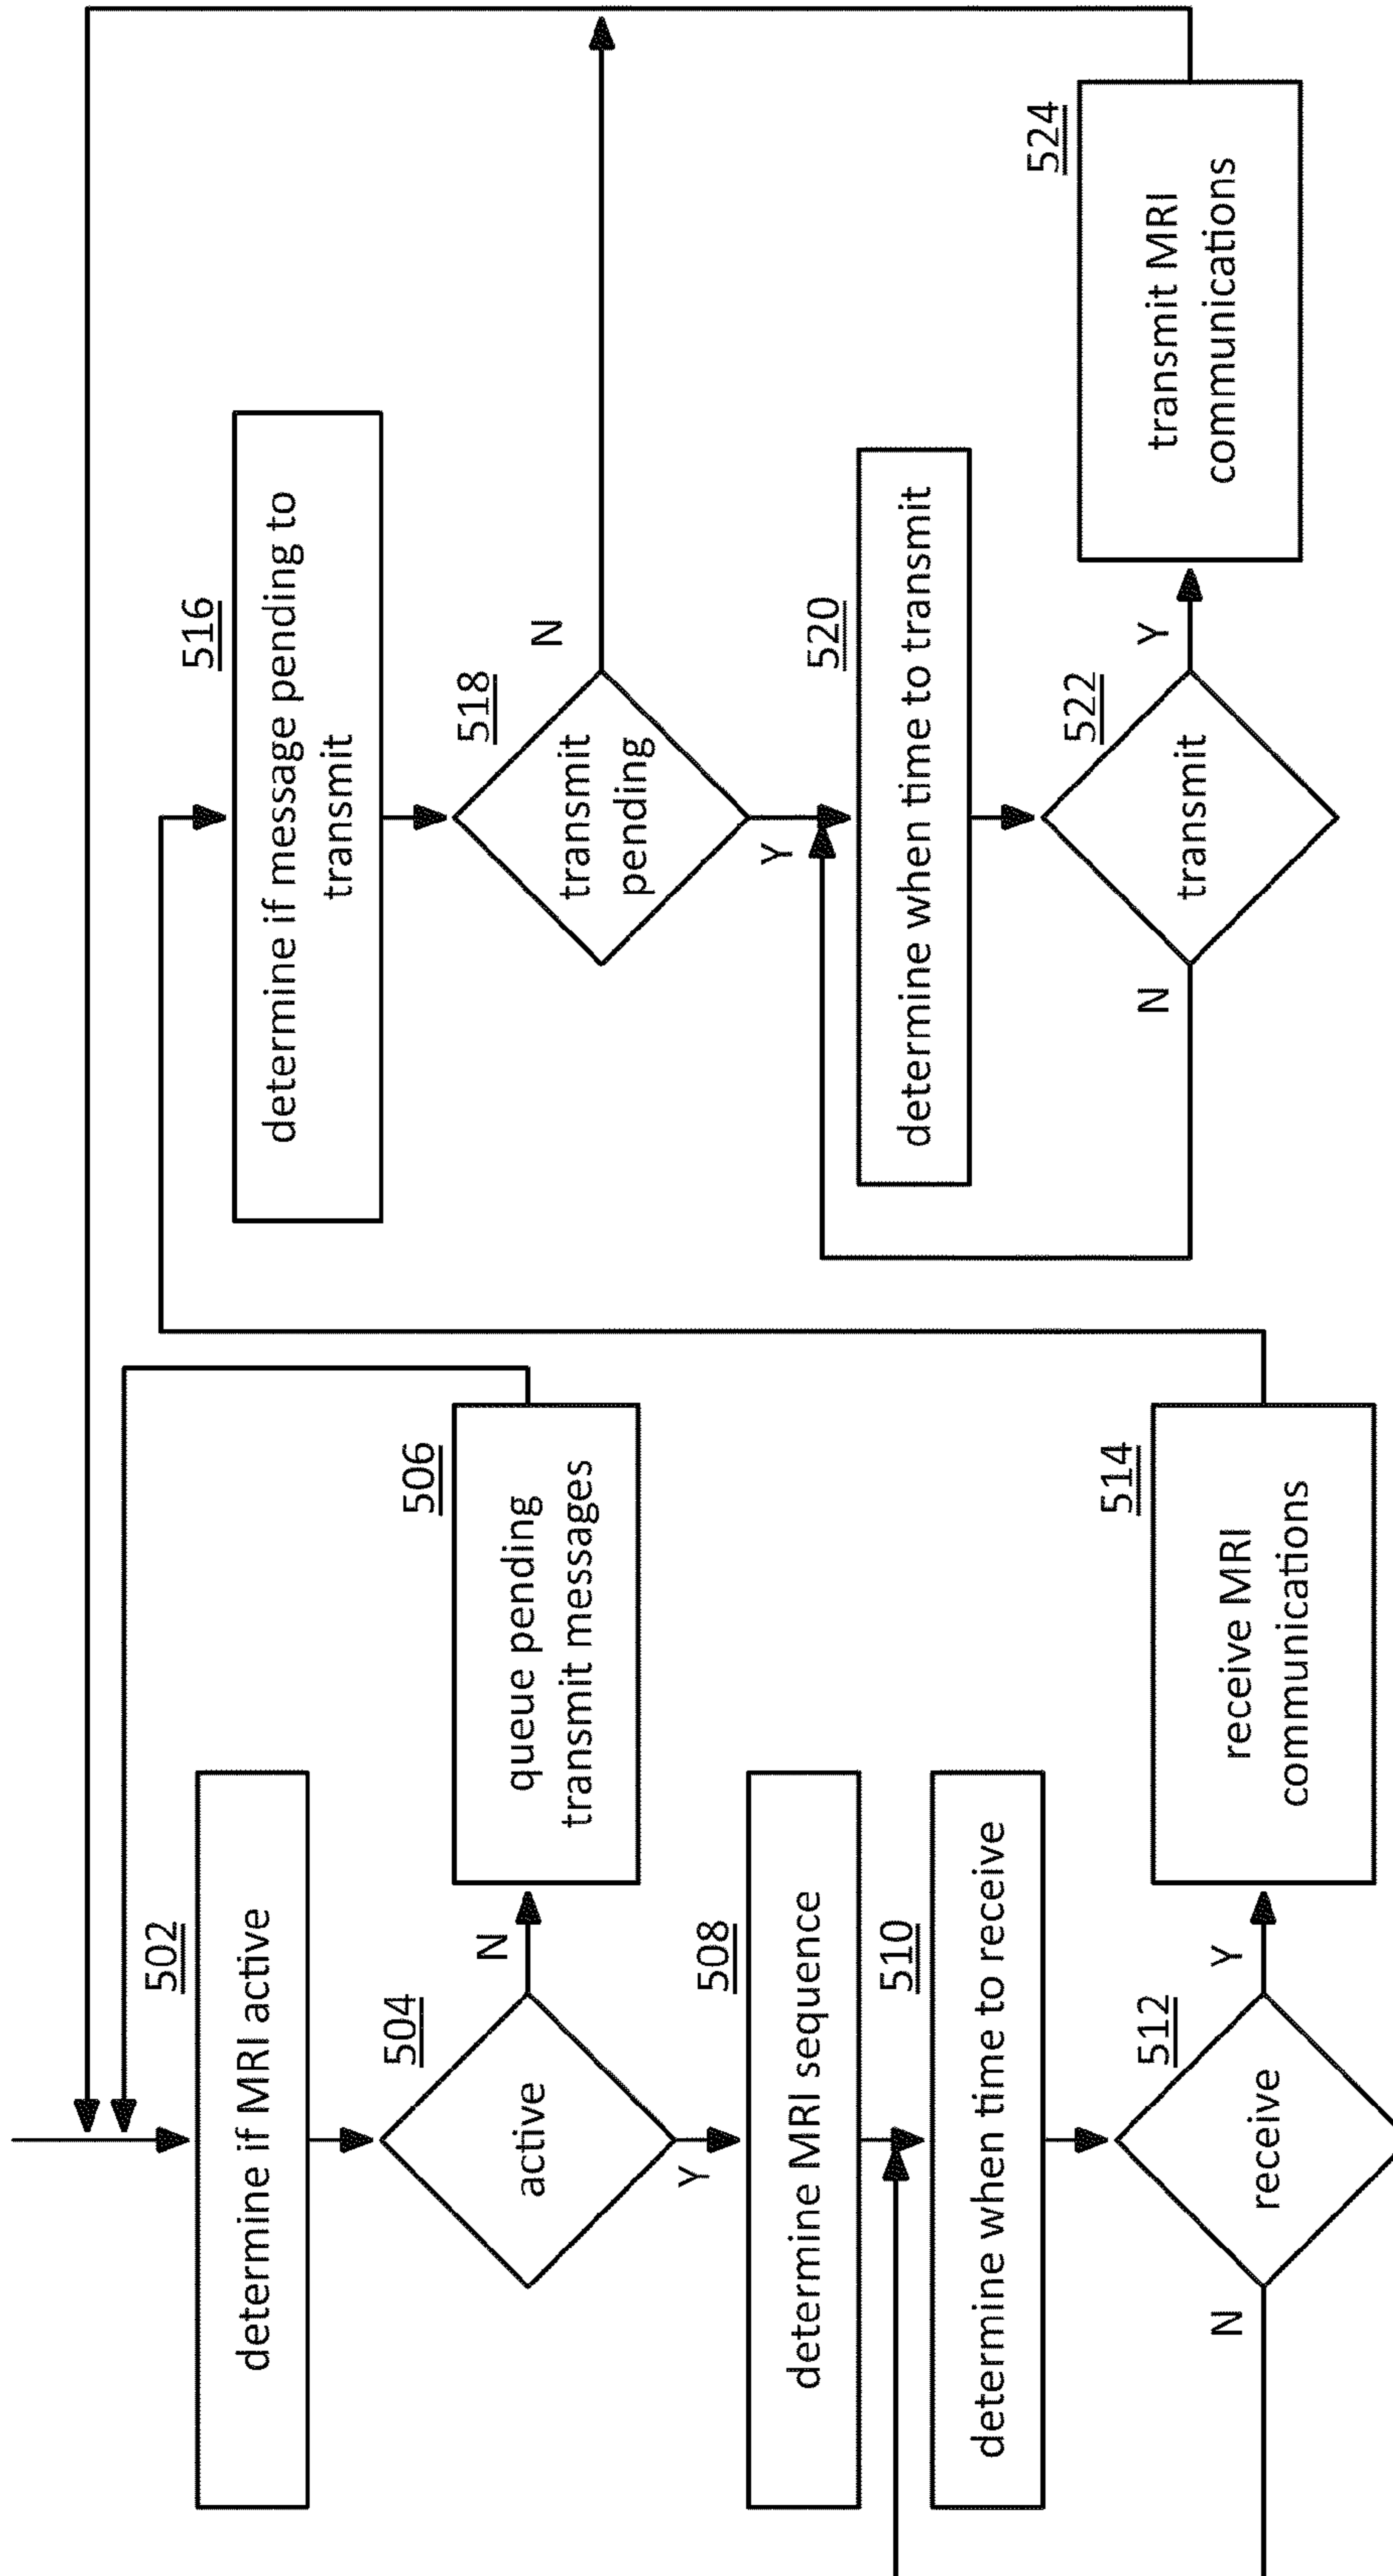 502
determine if MRI active
504
active
N
Y
506
queue pending
transmit messages
508
determine MRI sequence
510
determine when time to receive
512
receive
N
Y
514
receive MRI
communications
516
determine if message pending to
transmit
518
transmit
pending
N
Y
520
determine when time to transmit
522
transmit
N
Y
524
transmit MRI
communications